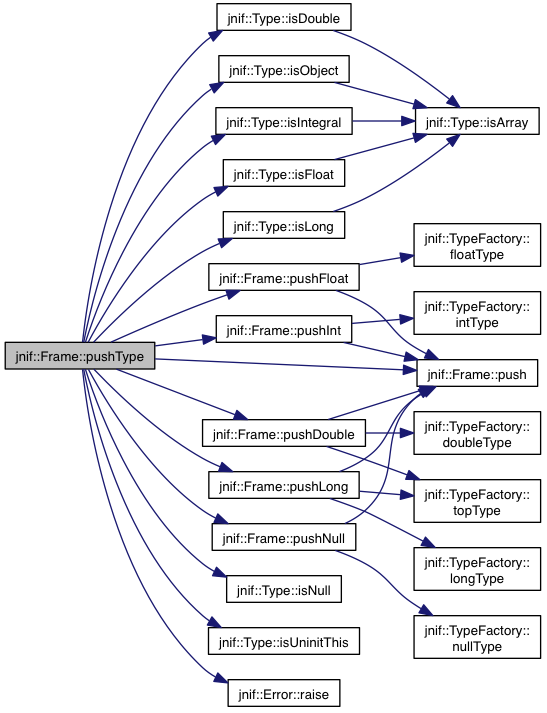 jnif::Type::isDouble
jnif::Type::isObject
jnif::Type::isIntegral
jnif::Type::isArray
jnif::Type::isFloat
jnif::Type::isLong
jnif::TypeFactory::
floatType
jnif::Frame::pushFloat
jnif::TypeFactory::
intType
jnif::Frame::pushInt
jnif::Frame::pushType
jnif::Frame::push
jnif::Frame::pushDouble
jnif::TypeFactory::
doubleType
jnif::Frame::pushLong
jnif::TypeFactory::
topType
jnif::Frame::pushNull
jnif::TypeFactory::
longType
jnif::Type::isNull
jnif::TypeFactory::
nullType
jnif::Type::isUninitThis
jnif::Error::raise